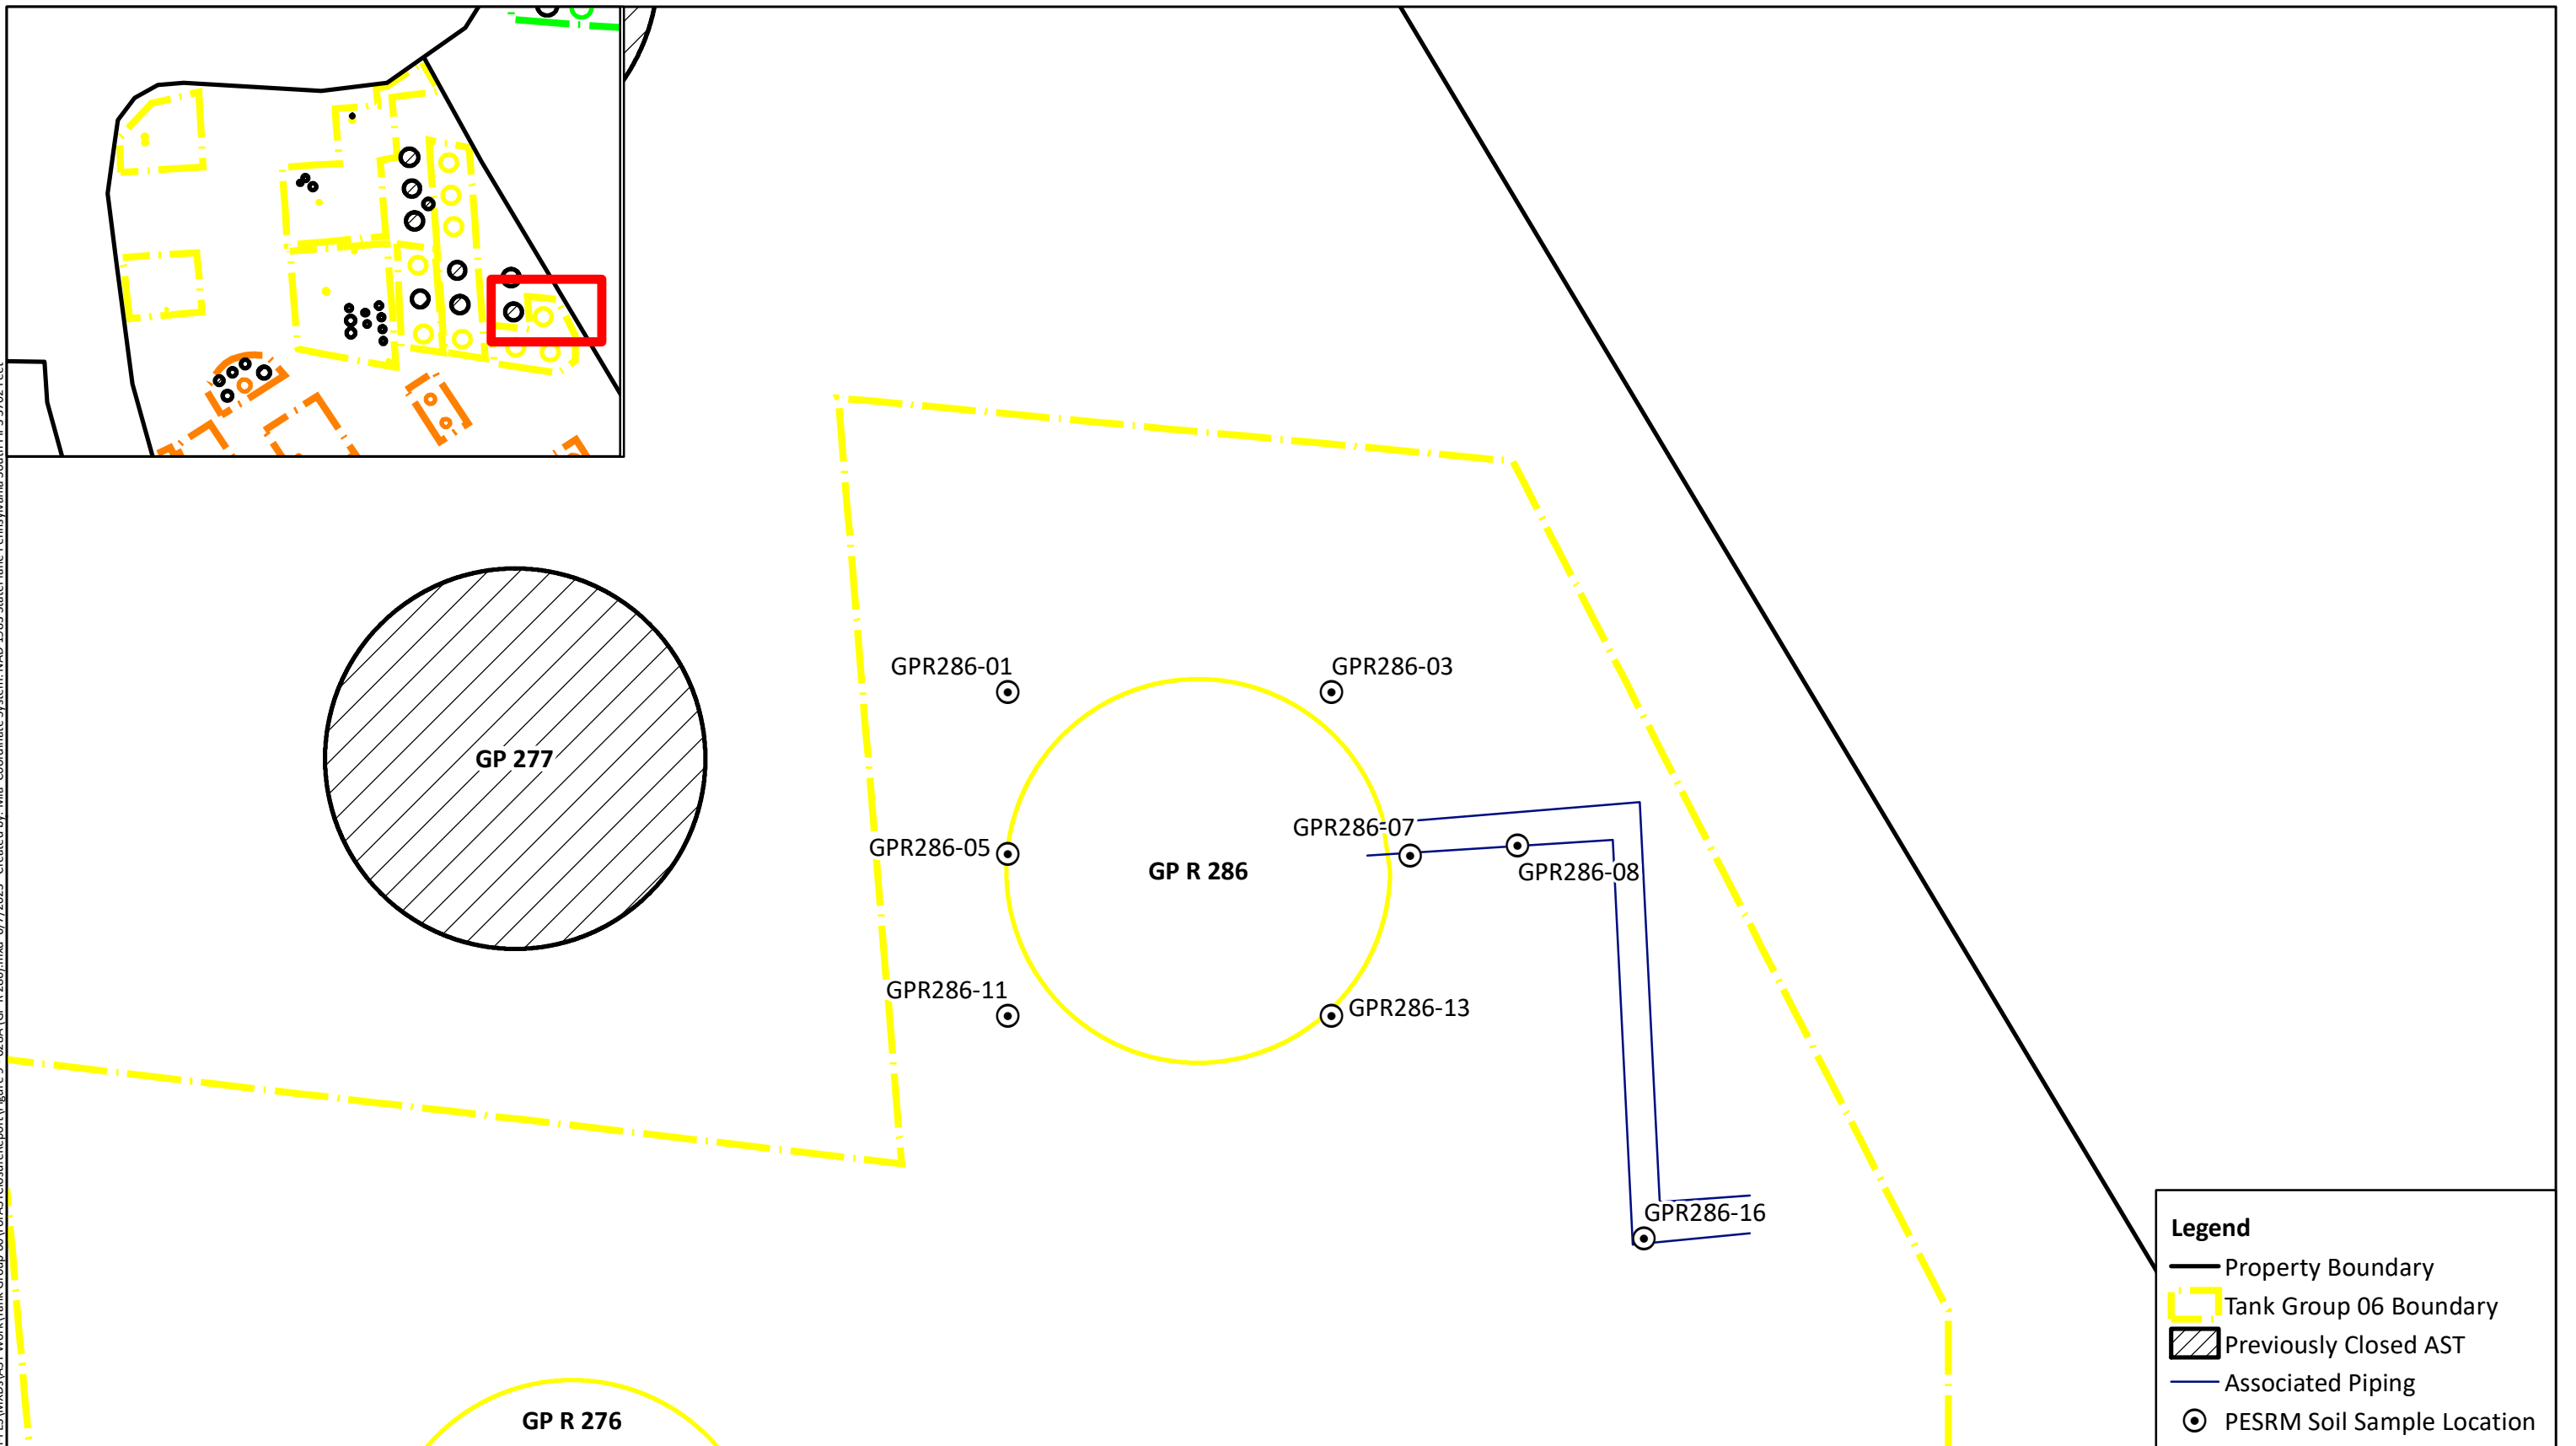 GP 277
GPR286-01
GPR286-03
GPR286-05
GP R 286
GPR286-07
GPR286-08
GPR286-11
GPR286-13
GPR286-16
GP R 276
Legend
Property Boundary
Tank Group 06 Boundary
Previously Closed AST
Associated Piping
PESRM Soil Sample Location